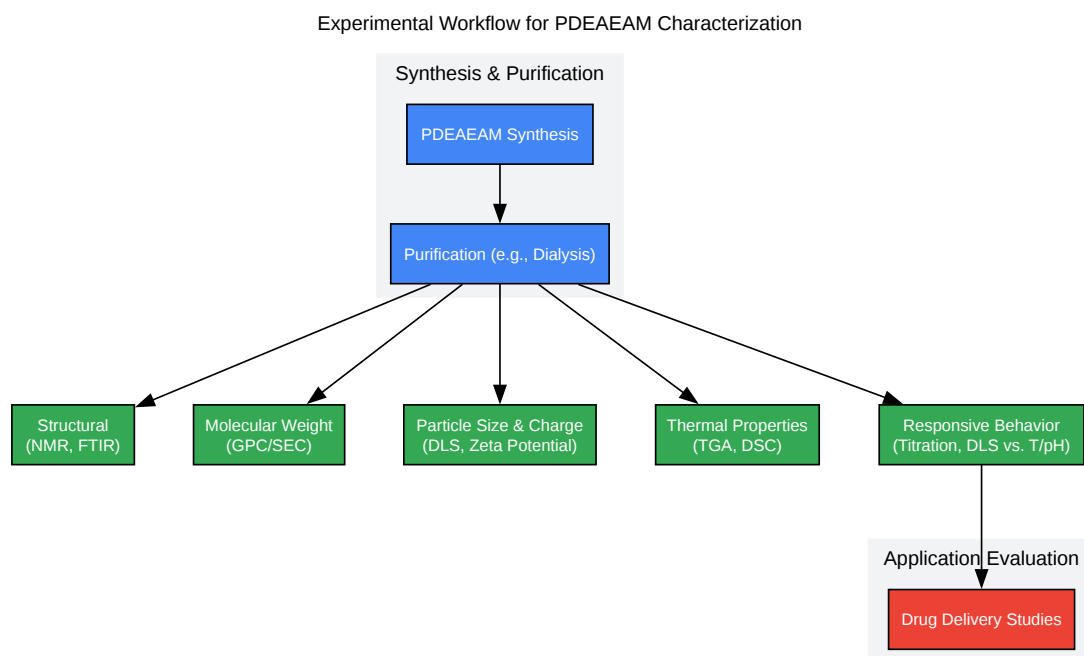 Experimental Workflow for PDEAEAM Characterization
Synthesis & Purification
PDEAEAM Synthesis
Purification (e.g., Dialysis)
Structural
(NMR, FTIR)
Molecular Weight
(GPC/SEC)
Particle Size & Charge
(DLS, Zeta Potential)
Thermal Properties
(TGA, DSC)
Responsive Behavior
(Titration, DLS vs. T/pH)
Application Evaluation
Drug Delivery Studies